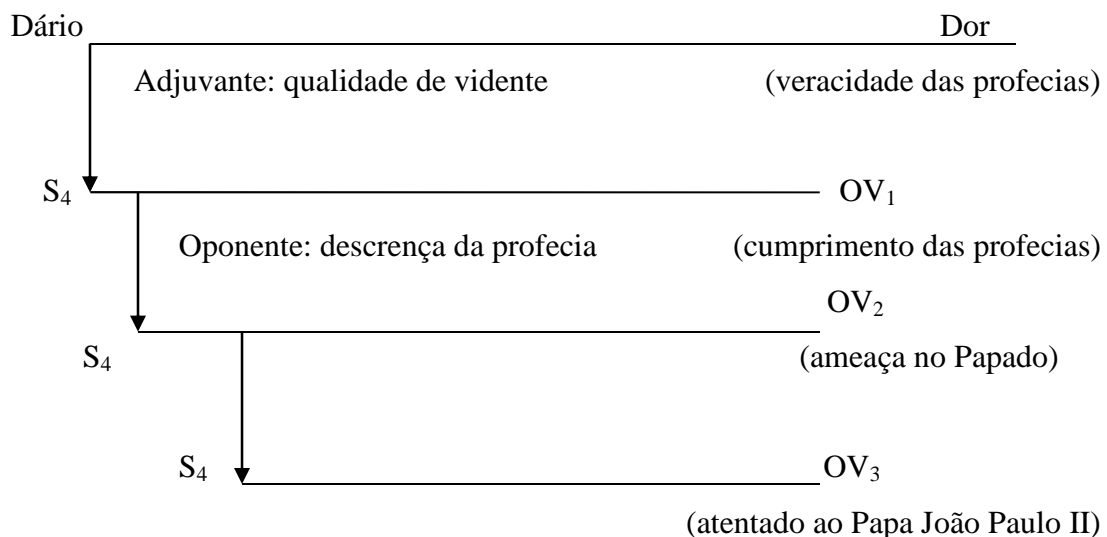 Dário Dor
Adjuvante: qualidade de vidente (veracidade das profecias)
S₄ OV₁
Oponente: descrença da profecia (cumprimento das profecias)
OV₂
S₄ (ameaça no Papado)
S₄ OV₃
(atentado ao Papa João Paulo II)